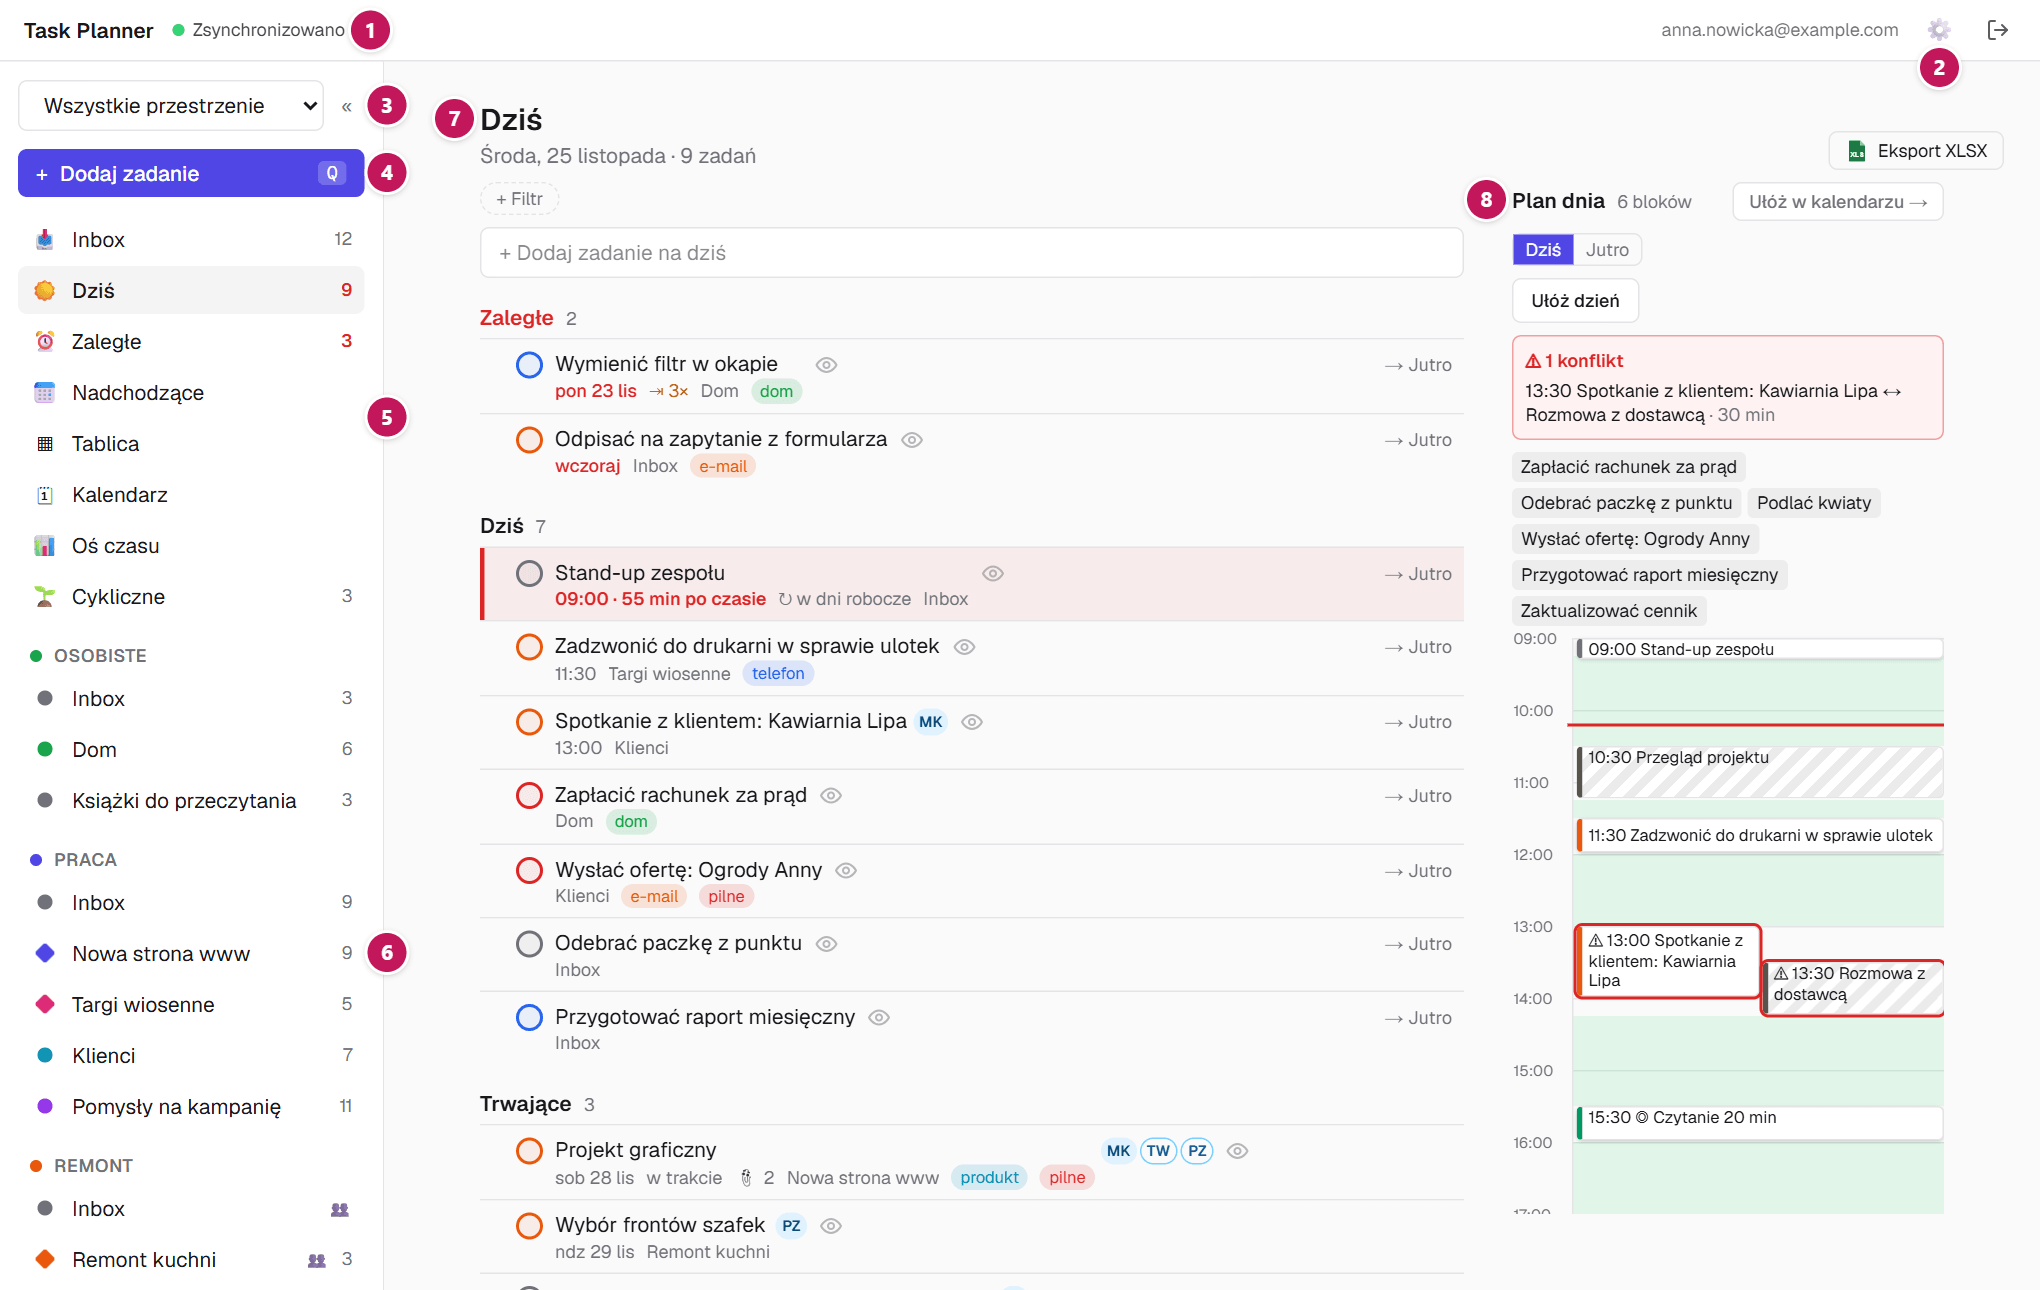 Task Planner
Zsynchronizowano
1
anna.nowicka@example.com
2
Wszystkie przestrzenie
«
3
+ Dodaj zadanie Q
4
Inbox 12
Dziś 9
Zaległe 3
Nadchodzące
5
Tablica
Kalendarz
Oś czasu
Cykliczne 3
OSOBISTE
Inbox 3
Dom 6
Książki do przeczytania 3
PRACA
Inbox 9
Nowa strona www 9
6
Targi wiosenne 5
Klienci 7
Pomysły na kampanię 11
REMONT
Inbox
Remont kuchni 3
7
Dziś
Środa, 25 listopada · 9 zadań
+ Filtr
+ Dodaj zadanie na dziś
Zaległe 2
Wymienić filtr w okapie → Jutro
pon 23 lis ⇥ 3× Dom dom
Odpisać na zapytanie z formularza → Jutro
wczoraj Inbox e-mail
Dziś 7
Stand-up zespołu → Jutro
09:00 · 55 min po czasie ↻ w dni robocze Inbox
Zadzwonić do drukarni w sprawie ulotek → Jutro
11:30 Targi wiosenne telefon
Spotkanie z klientem: Kawiarnia Lipa MK → Jutro
13:00 Klienci
Zapłacić rachunek za prąd → Jutro
Dom dom
Wysłać ofertę: Ogrody Anny → Jutro
Klienci e-mail pilne
Odebrać paczkę z punktu → Jutro
Inbox
Przygotować raport miesięczny → Jutro
Inbox
Trwające 3
Projekt graficzny MK TW PZ
sob 28 lis w trakcie 2 Nowa strona www produkt pilne
Wybór frontów szafek PZ
ndz 29 lis Remont kuchni
Eksport XLSX
8
Plan dnia 6 bloków
Ułóż w kalendarzu →
Dziś Jutro
Ułóż dzień
⚠ 1 konflikt
13:30 Spotkanie z klientem: Kawiarnia Lipa ↔
Rozmowa z dostawcą · 30 min
Zapłacić rachunek za prąd
Odebrać paczkę z punktu Podlać kwiaty
Wysłać ofertę: Ogrody Anny
Przygotować raport miesięczny
Zaktualizować cennik
09:00
09:00 Stand-up zespołu
10:00
10:30 Przegląd projektu
11:00
11:30 Zadzwonić do drukarni w sprawie ulotek
12:00
13:00
⚠ 13:00 Spotkanie z
klientem: Kawiarnia
Lipa
⚠ 13:30 Rozmowa z
dostawcą
14:00
15:00
15:30 ◎ Czytanie 20 min
16:00
17:00